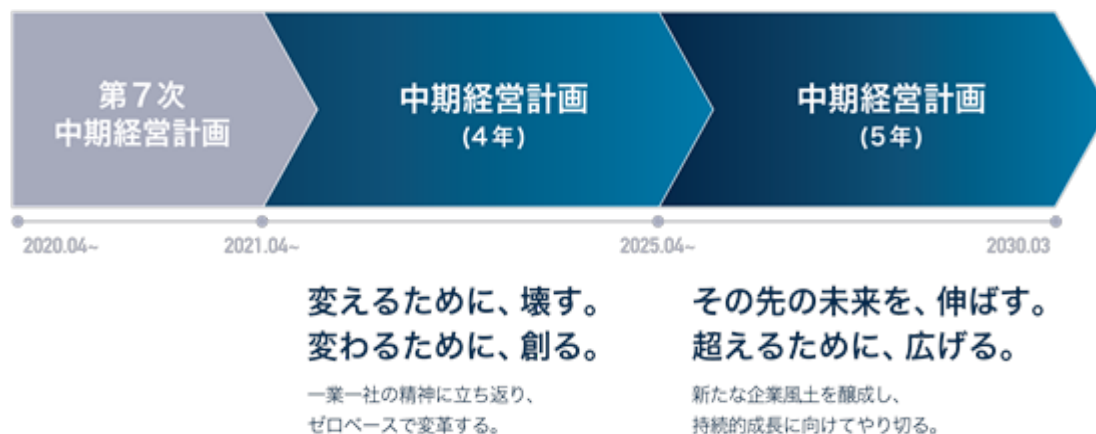 第7次
中期経営計画
中期経営計画
(4年)
中期経営計画
(5年)
2020.04~
2021.04~
2025.04~
2030.03
変えるために、壊す。
変わるために、創る。
一業一社の精神に立ち返り、
ゼロベースで変革する。
その先の未来を、伸ばす。
超えるために、広げる。
新たな企業風土を醸成し、
持続的成長に向けてやり切る。